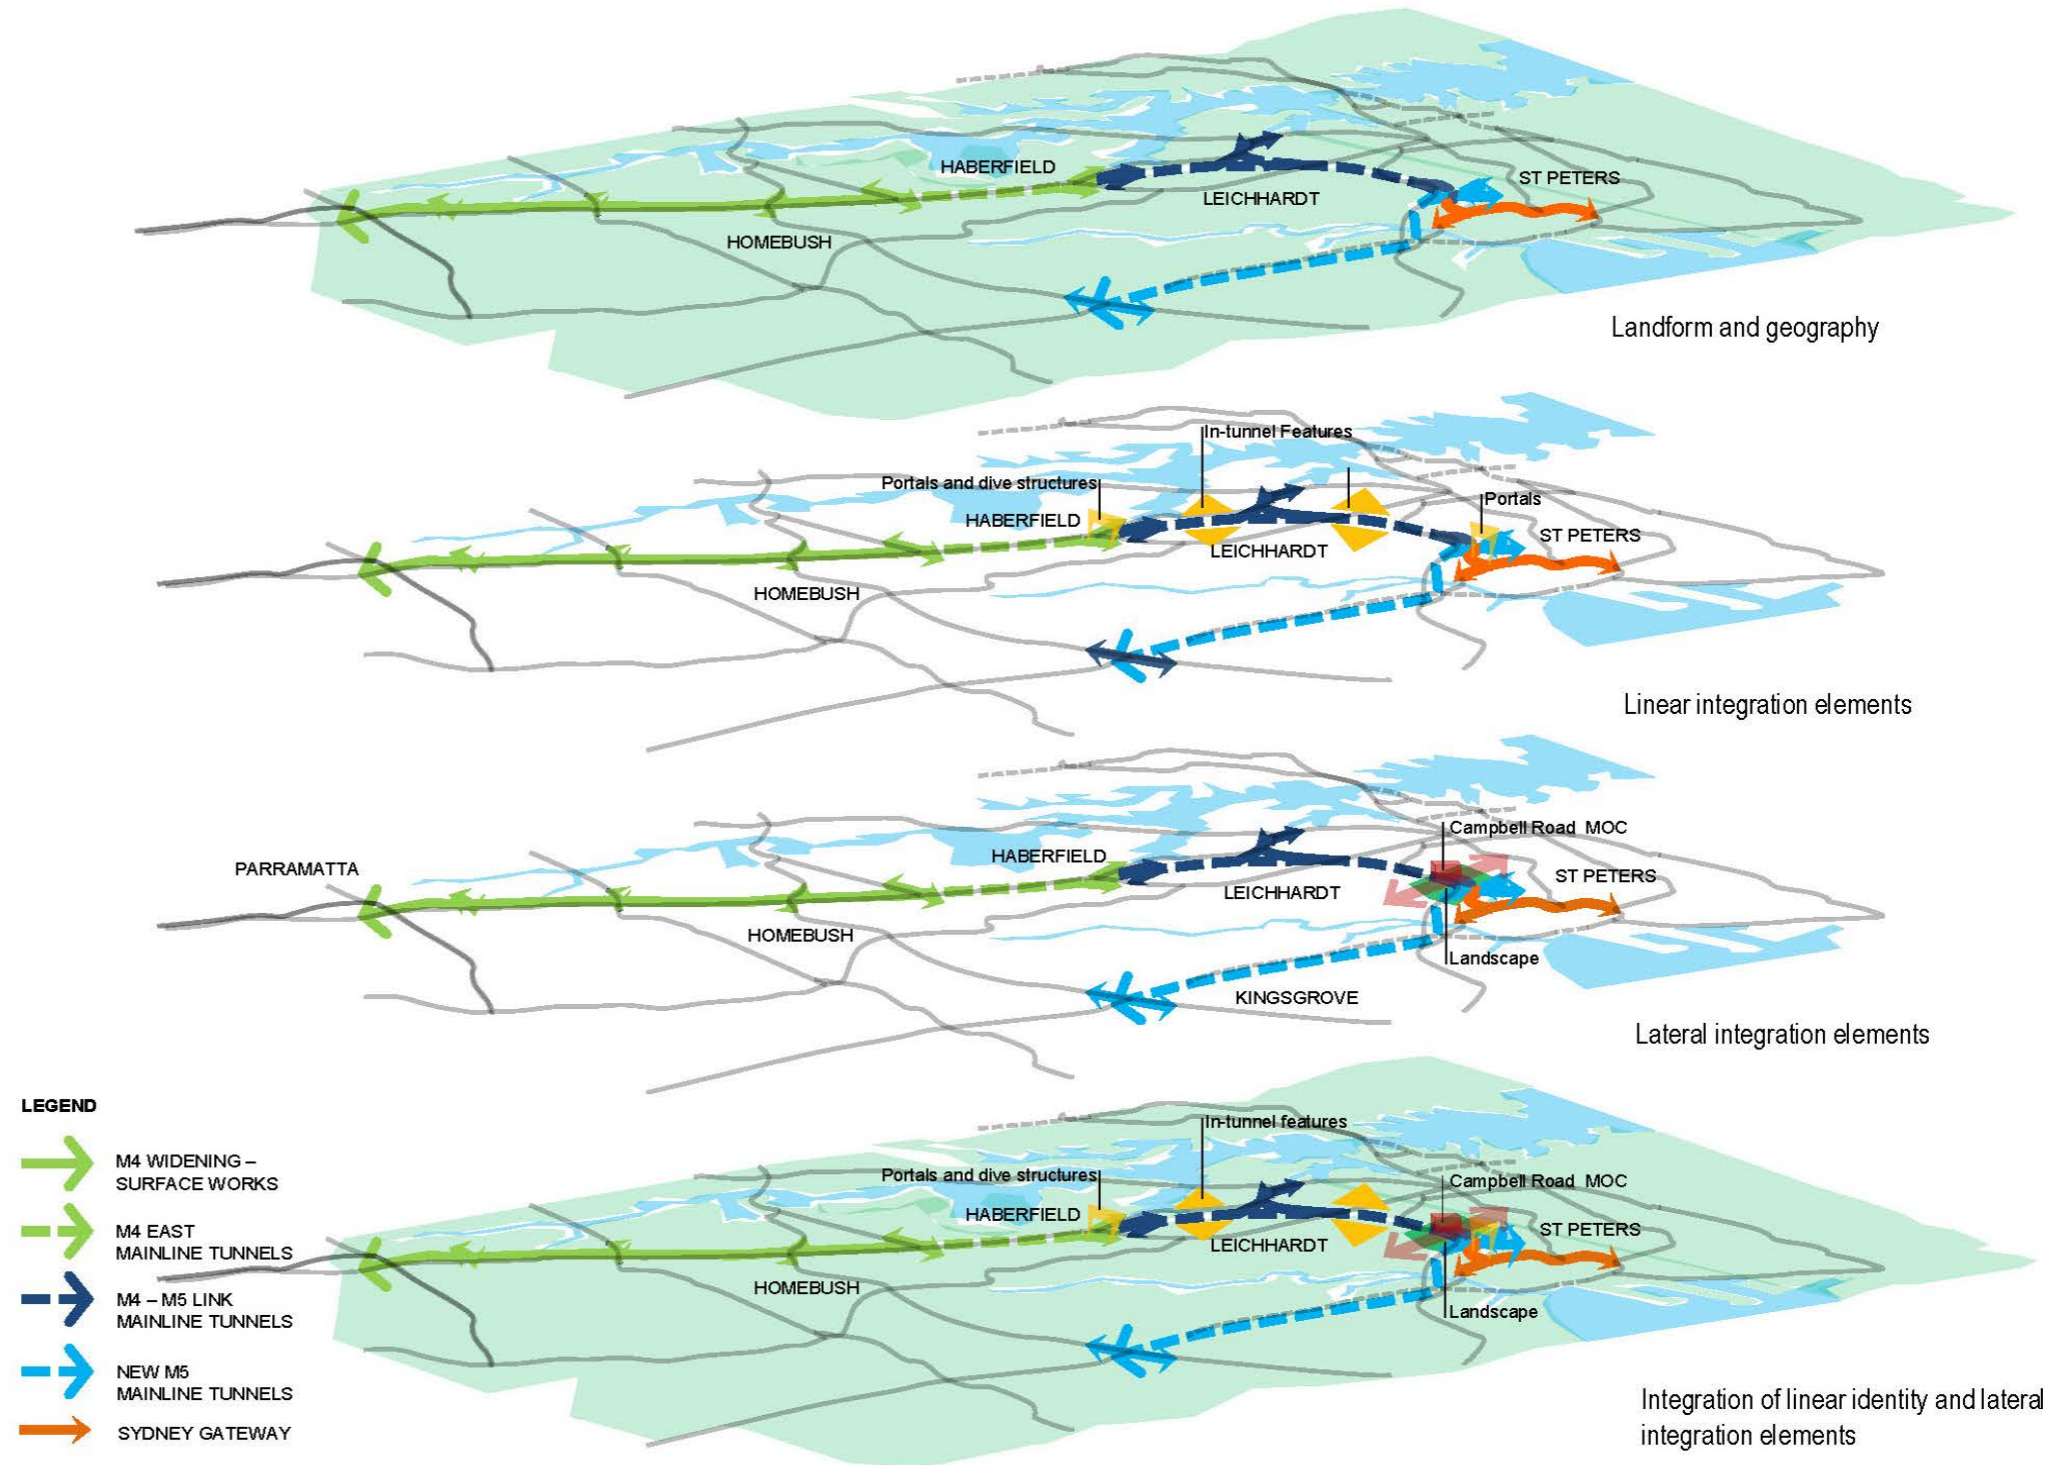 HABERFIELD
ST PETERS
LEICHHARDT
HOMEBUSH
Landform and geography
In-tunnel Features
Portals and dive structures
Portals
HABERFIELD
ST PETERS
LEICHHARDT
HOMEBUSH
Linear integration elements
Campbell Road MOC
HABERFIELD
PARRAMATTA
ST PETERS
LEICHHARDT
HOMEBUSH
Landscape
KINGSGROVE
Lateral integration elements
In-tunnel features
Portals and dive structures
Campbell Road MOC
HABERFIELD
ST PETERS
LEICHHARDT
HOMEBUSH
Landscape
Integration of linear identity and lateral
integration elements
LEGEND
M4 WIDENING –
SURFACE WORKS
M4 EAST
MAINLINE TUNNELS
M4 – M5 LINK
MAINLINE TUNNELS
NEW M5
MAINLINE TUNNELS
SYDNEY GATEWAY